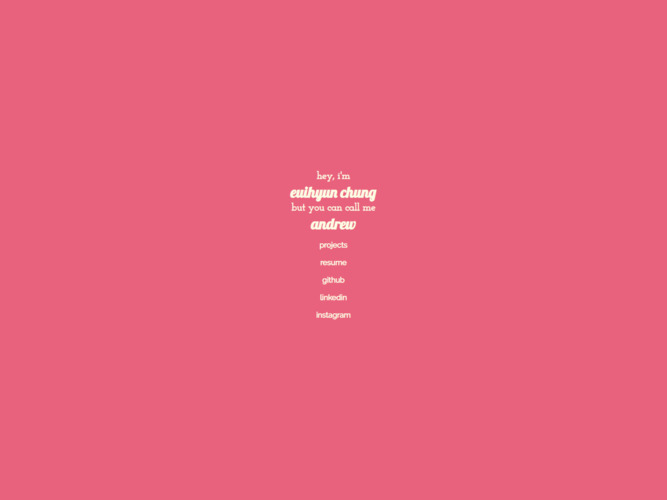 hey, i'm
euihyun chung
but you can call me
andrew
projects
resume
github
linkedin
instagram